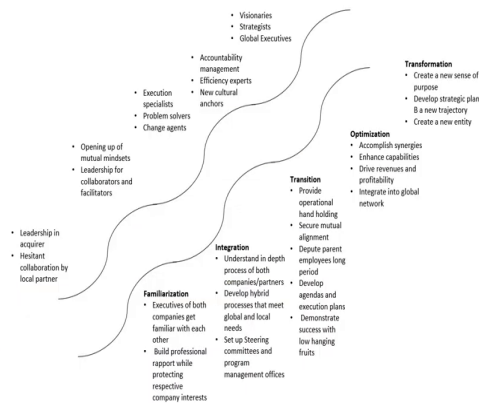 • Visionaries
• Strategists
• Global Executives
• Accountability
management
• Efficiency experts
• New cultural
anchors
• Execution
specialists
• Problem solvers
• Change agents
• Opening up of
mutual mindsets
• Leadership for
collaborators and
facilitators
• Leadership in
acquirer
• Hesitant
collaboration by
local partner
Familiarization
• Executives of both
companies get
familiar with each
other
• Build professional
rapport while
protecting
respective
company interests
Integration
• Understand in depth
process of both
companies/partners
• Develop hybrid
processes that meet
global and local
needs
• Set up Steering
committees and
program
management offices
Transition
• Provide
operational
hand holding
• Secure mutual
alignment
• Depute parent
employees long
period
• Develop
agendas and
execution plans
• Demonstrate
success with
low hanging
fruits
Optimization
• Accomplish synergies
• Enhance capabilities
• Drive revenues and
profitability
• Integrate into global
network
Transformation
• Create a new sense of
purpose
• Develop strategic plan
B a new trajectory
• Create a new entity